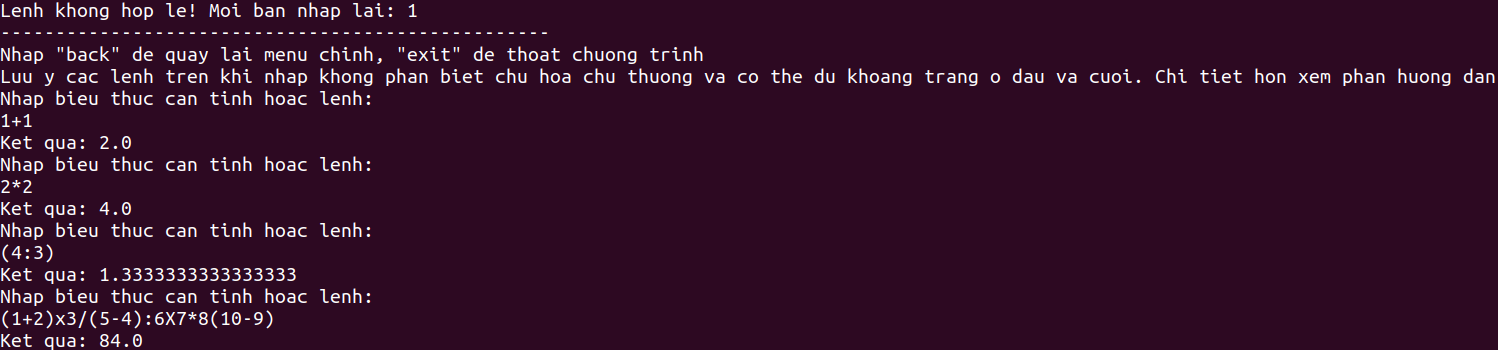 Lenh khong hop le! Moi ban nhap lai: 1
--------------------------------------------------
Nhap "back" de quay lai menu chinh, "exit" de thoat chuong trinh
Luu y cac lenh tren khi nhap khong phan biet chu hoa chu thuong va co the du khoang trang o dau va cuoi. Chi tiet hon xem phan huong dan
Nhap bieu thuc can tinh hoac lenh:
1+1
Ket qua: 2.0
Nhap bieu thuc can tinh hoac lenh:
2*2
Ket qua: 4.0
Nhap bieu thuc can tinh hoac lenh:
(4:3)
Ket qua: 1.3333333333333333
Nhap bieu thuc can tinh hoac lenh:
(1+2)x3/(5-4):6X7*8(10-9)
Ket qua: 84.0